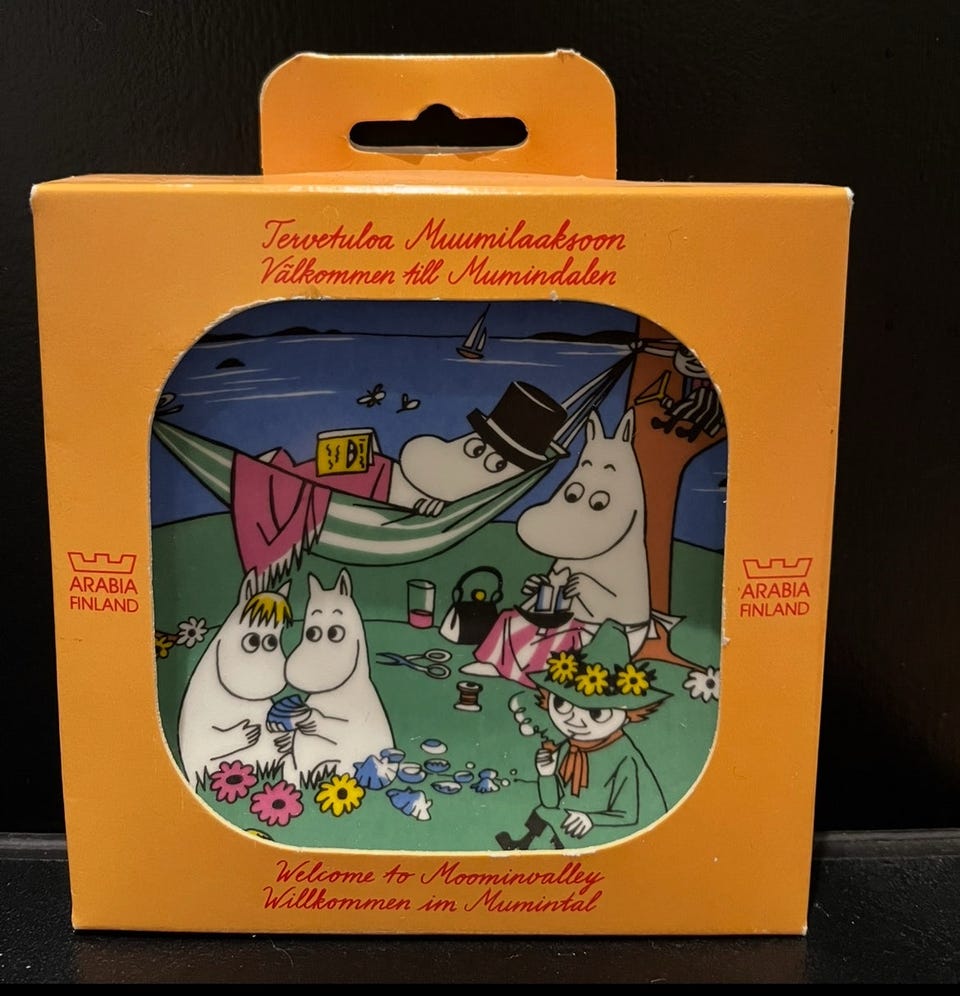 Tervetuloa Muumilaaksoon
Välkommen till Mumindalen
ARABIA
FINLAND
ARABIA
FINLAND
Welcome to Moominvalley
Willkommen im Mumintal